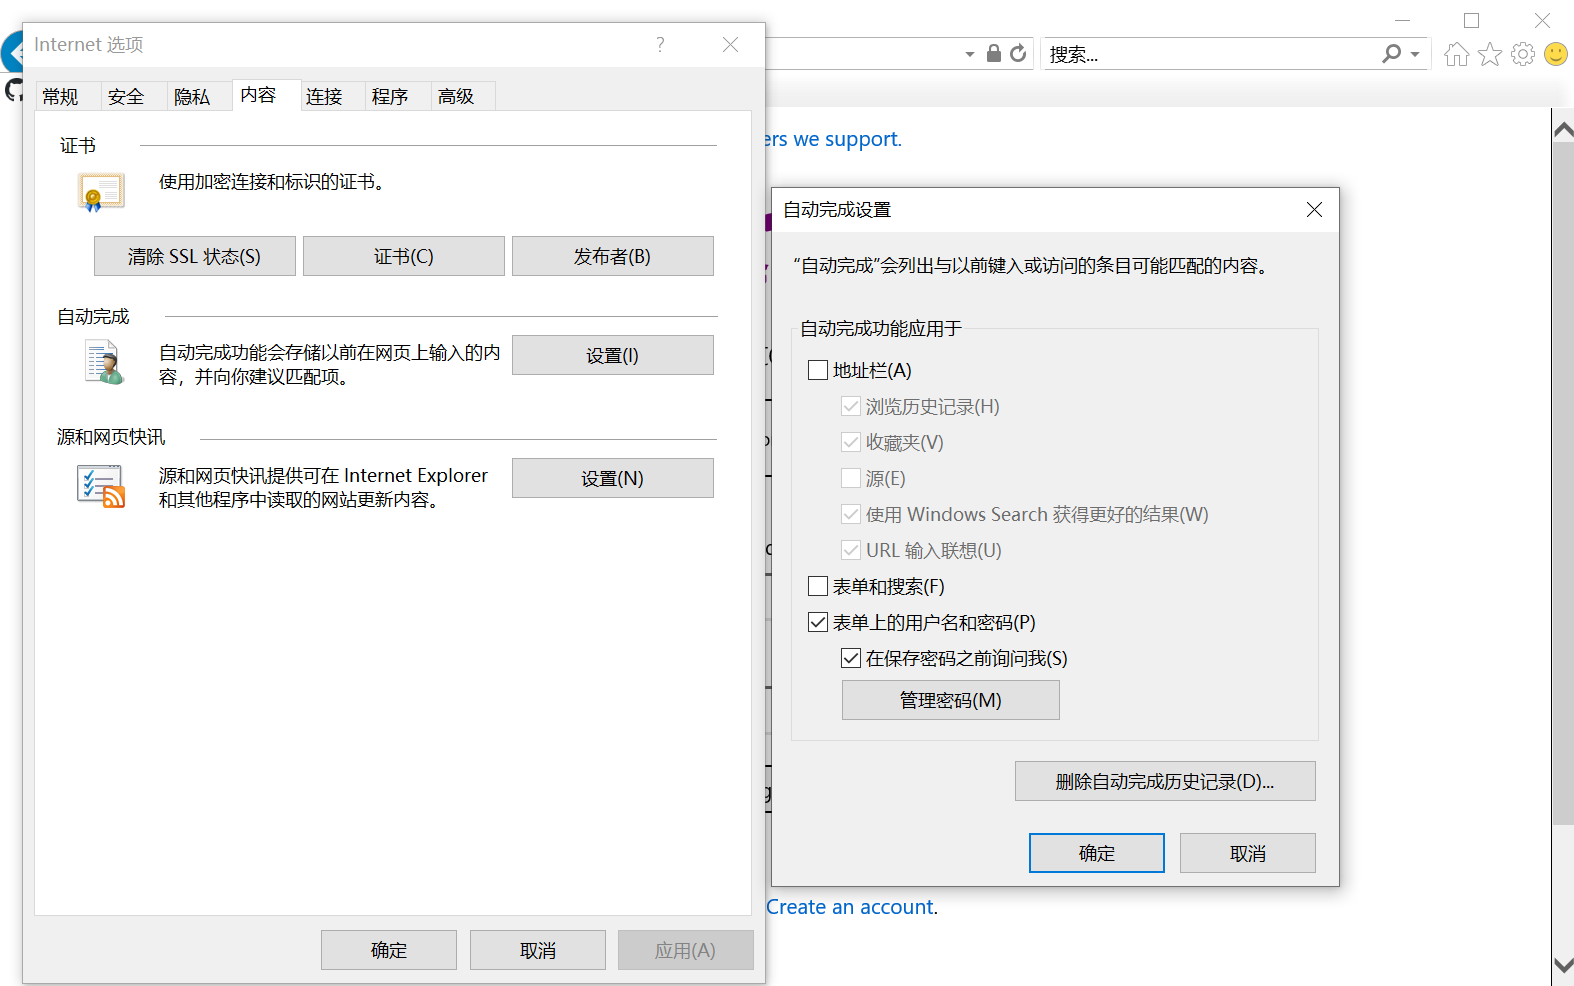 Internet 选项
搜索...
常规
安全
隐私
内容
连接
程序
高级
证书
使用加密连接和标识的证书。
清除 SSL 状态(S)
证书(C)
发布者(B)
自动完成
自动完成功能会存储以前在网页上输入的内
容，并向你建议匹配项。
设置(I)
源和网页快讯
源和网页快讯提供可在 Internet Explorer
和其他程序中读取的网站更新内容。
设置(N)
确定
取消
应用(A)
ers we support.
自动完成设置
“自动完成”会列出与以前键入或访问的条目可能匹配的内容。
自动完成功能应用于
地址栏(A)
浏览历史记录(H)
收藏夹(V)
源(E)
使用 Windows Search 获得更好的结果(W)
URL 输入联想(U)
表单和搜索(F)
表单上的用户名和密码(P)
在保存密码之前询问我(S)
管理密码(M)
删除自动完成历史记录(D)...
确定
取消
Create an account.